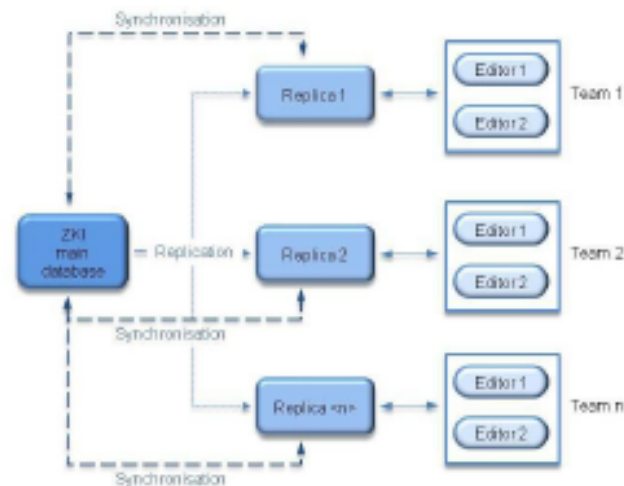 Synchronisation
Editor 1
Replica 1
Team 1
Editor 2
ZKI
main
database
Replication
Replica 2
Editor 1
Team 2
Editor 2
Synchronisation
Editor 1
Replica <n>
Team n
Editor 2
Synchronisation